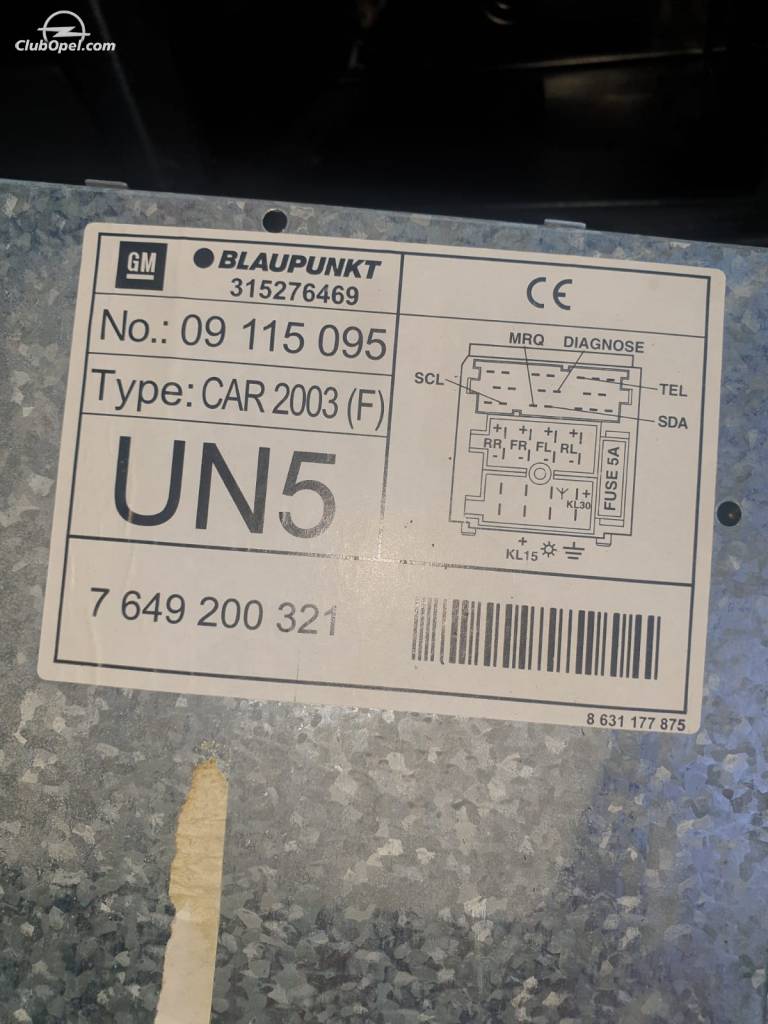 ClubOpel.com
GM
BLAUPUNKT
315276469
No.: 09 115 095
Type: CAR 2003 (F)
UN5
7 649 200 321
CE
MRQ DIAGNOSE
SCL
TEL
SDA
+ + + +
RR FR FL RL
- - - -
FUSE 5A
+
KL30
+
KL15
8 631 177 875